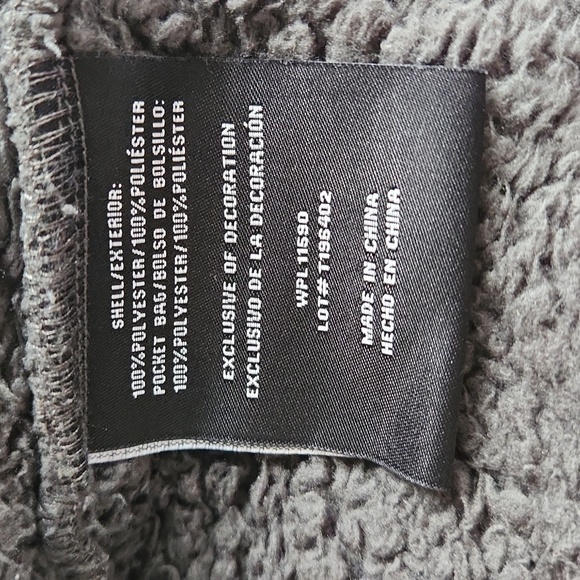 SHELL/EXTERIOR:
100%POLYESTER/100%POLIÉSTER
POCKET BAG/BOLSO DE BOLSILLO:
100%POLYESTER/100%POLIÉSTER
EXCLUSIVE OF DECORATION
EXCLUSIVO DE LA DECORACIÓN
WPL11590
LOT#T196402
MADE IN CHINA
HECHO EN CHINA